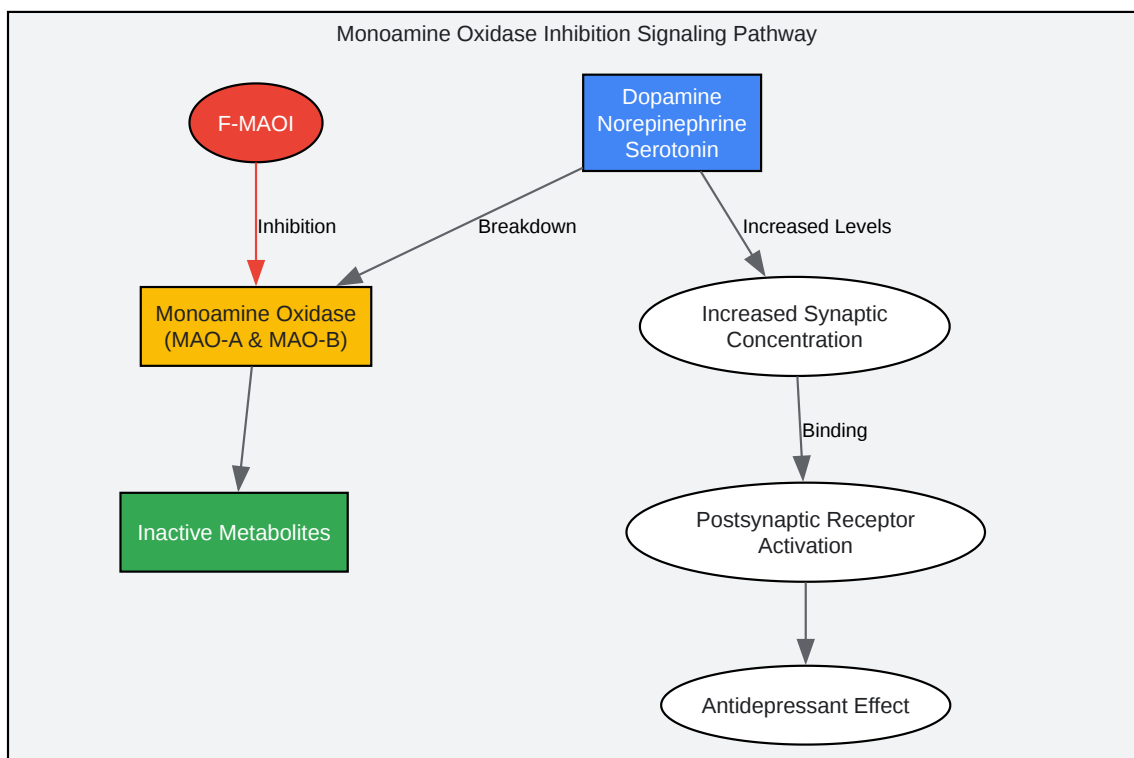 Monoamine Oxidase Inhibition Signaling Pathway
F-MAOI
Dopamine
Norepinephrine
Serotonin
Inhibition
Breakdown
Increased Levels
Monoamine Oxidase
(MAO-A & MAO-B)
Increased Synaptic
Concentration
Binding
Inactive Metabolites
Postsynaptic Receptor
Activation
Antidepressant Effect